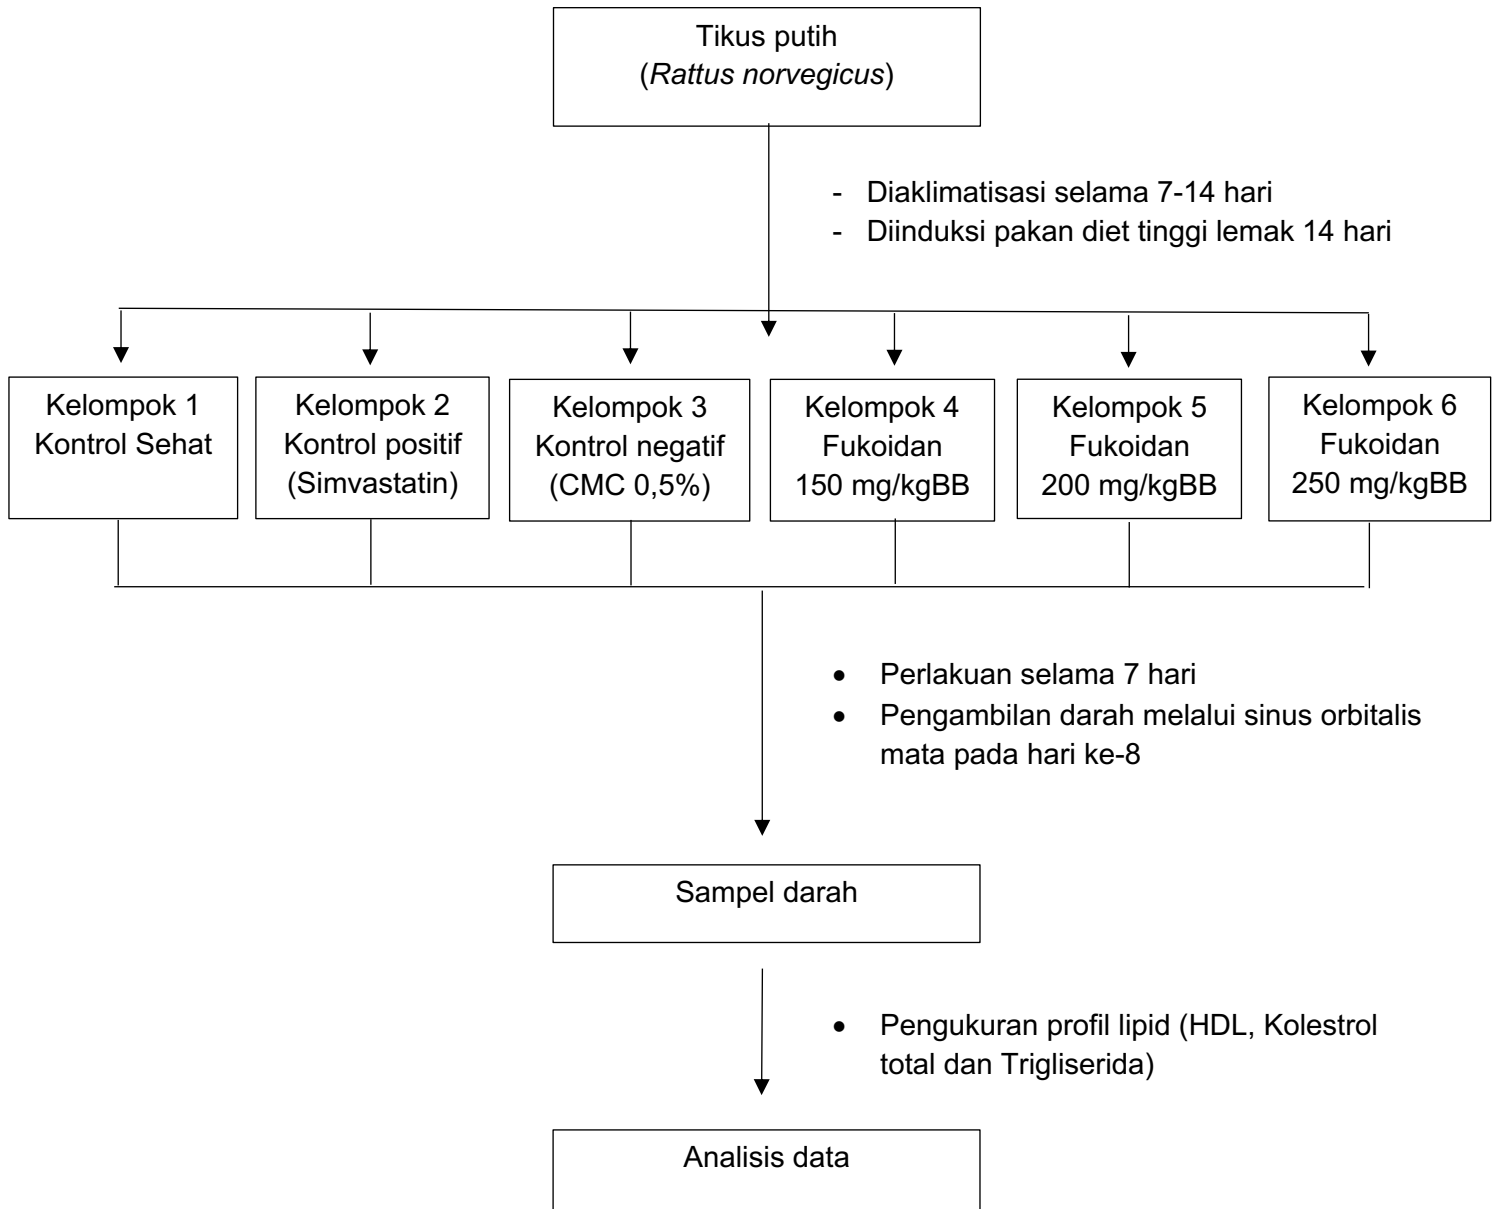 Tikus putih
(Rattus norvegicus)
- Diaklimatisasi selama 7-14 hari
- Diinduksi pakan diet tinggi lemak 14 hari
Kelompok 1
Kontrol Sehat
Kelompok 2
Kontrol positif
(Simvastatin)
Kelompok 3
Kontrol negatif
(CMC 0,5%)
Kelompok 4
Fukoidan
150 mg/kgBB
Kelompok 5
Fukoidan
200 mg/kgBB
Kelompok 6
Fukoidan
250 mg/kgBB
• Perlakuan selama 7 hari
• Pengambilan darah melalui sinus orbitalis
mata pada hari ke-8
Sampel darah
• Pengukuran profil lipid (HDL, Kolestrol
total dan Trigliserida)
Analisis data